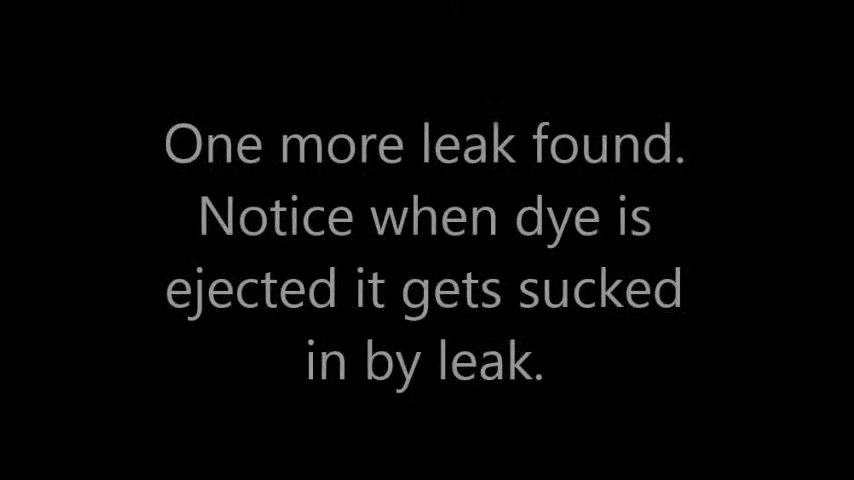 One more leak found.
Notice when dye is
ejected it gets sucked
in by leak.